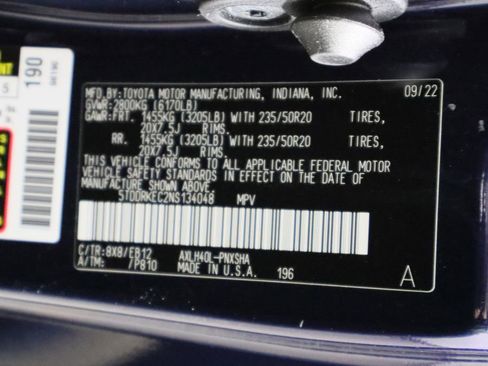 190
MFD.BY:TOYOTA MOTOR MANUFACTURING, INDIANA, INC. 09/22
GVWR:2800KG (6170LB)
GAWR:FRT. 1455KG (3205LB) WITH 235/50R20 TIRES,
20X7.5J RIMS.
RR. 1455KG (3205LB) WITH 235/50R20 TIRES,
20X7.5J RIMS.
THIS VEHICLE CONFORMS TO ALL APPLICABLE FEDERAL MOTOR
VEHICLE SAFETY STANDARDS IN EFFECT ON THE DATE OF
MANUFACTURE SHOWN ABOVE.
5TDDRKEC2NS134048 MPV
C/TR:8X8/EB12 AXLH40L-PNXSHA
A/TM: /P810 MADE IN U.S.A. 196 A